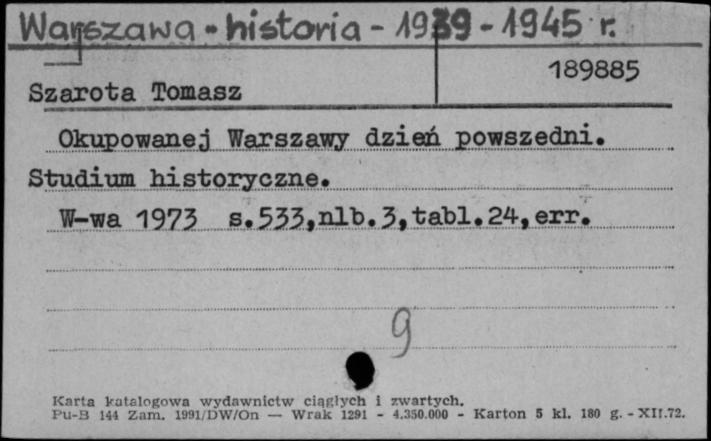 Warszawa - historia - 1939 - 1945 r.
189885
Szarota Tomasz
Okupowanej Warszawy dzień powszedni.
Studium historyczne.
W-wa 1973 s.533,nlb.3,tabl.24,err.
9
Karta katalogowa wydawnictw ciągłych i zwartych.
Pu-B 144 Zam. 1991/DW/On — Wrak 1291 - 4.350.000 - Karton 5 kl. 180 g. - XII.72.